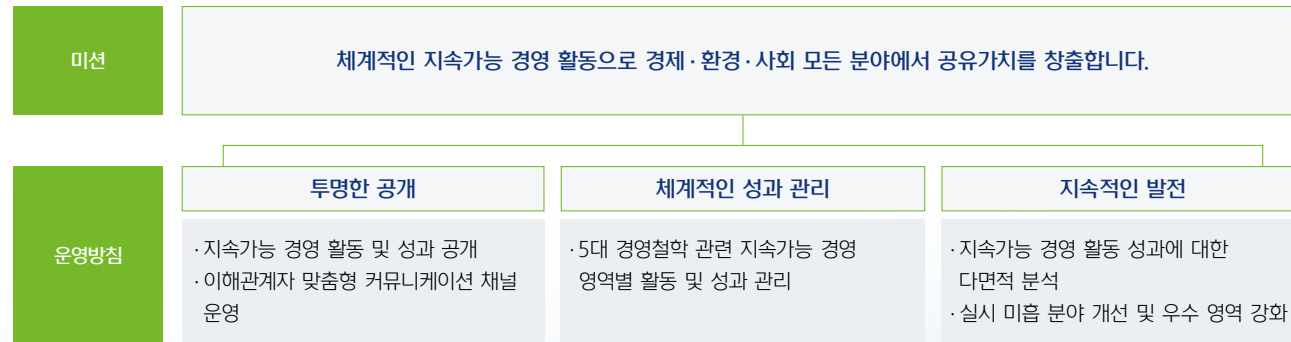 미션
체계적인 지속가능 경영 활동으로 경제·환경·사회 모든 분야에서 공유가치를 창출합니다.
운영방침
투명한 공개
·지속가능 경영 활동 및 성과 공개
·이해관계자 맞춤형 커뮤니케이션 채널
운영
체계적인 성과 관리
·5대 경영철학 관련 지속가능 경영
영역별 활동 및 성과 관리
지속적인 발전
·지속가능 경영 활동 성과에 대한
다면적 분석
·실시 미흡 분야 개선 및 우수 영역 강화